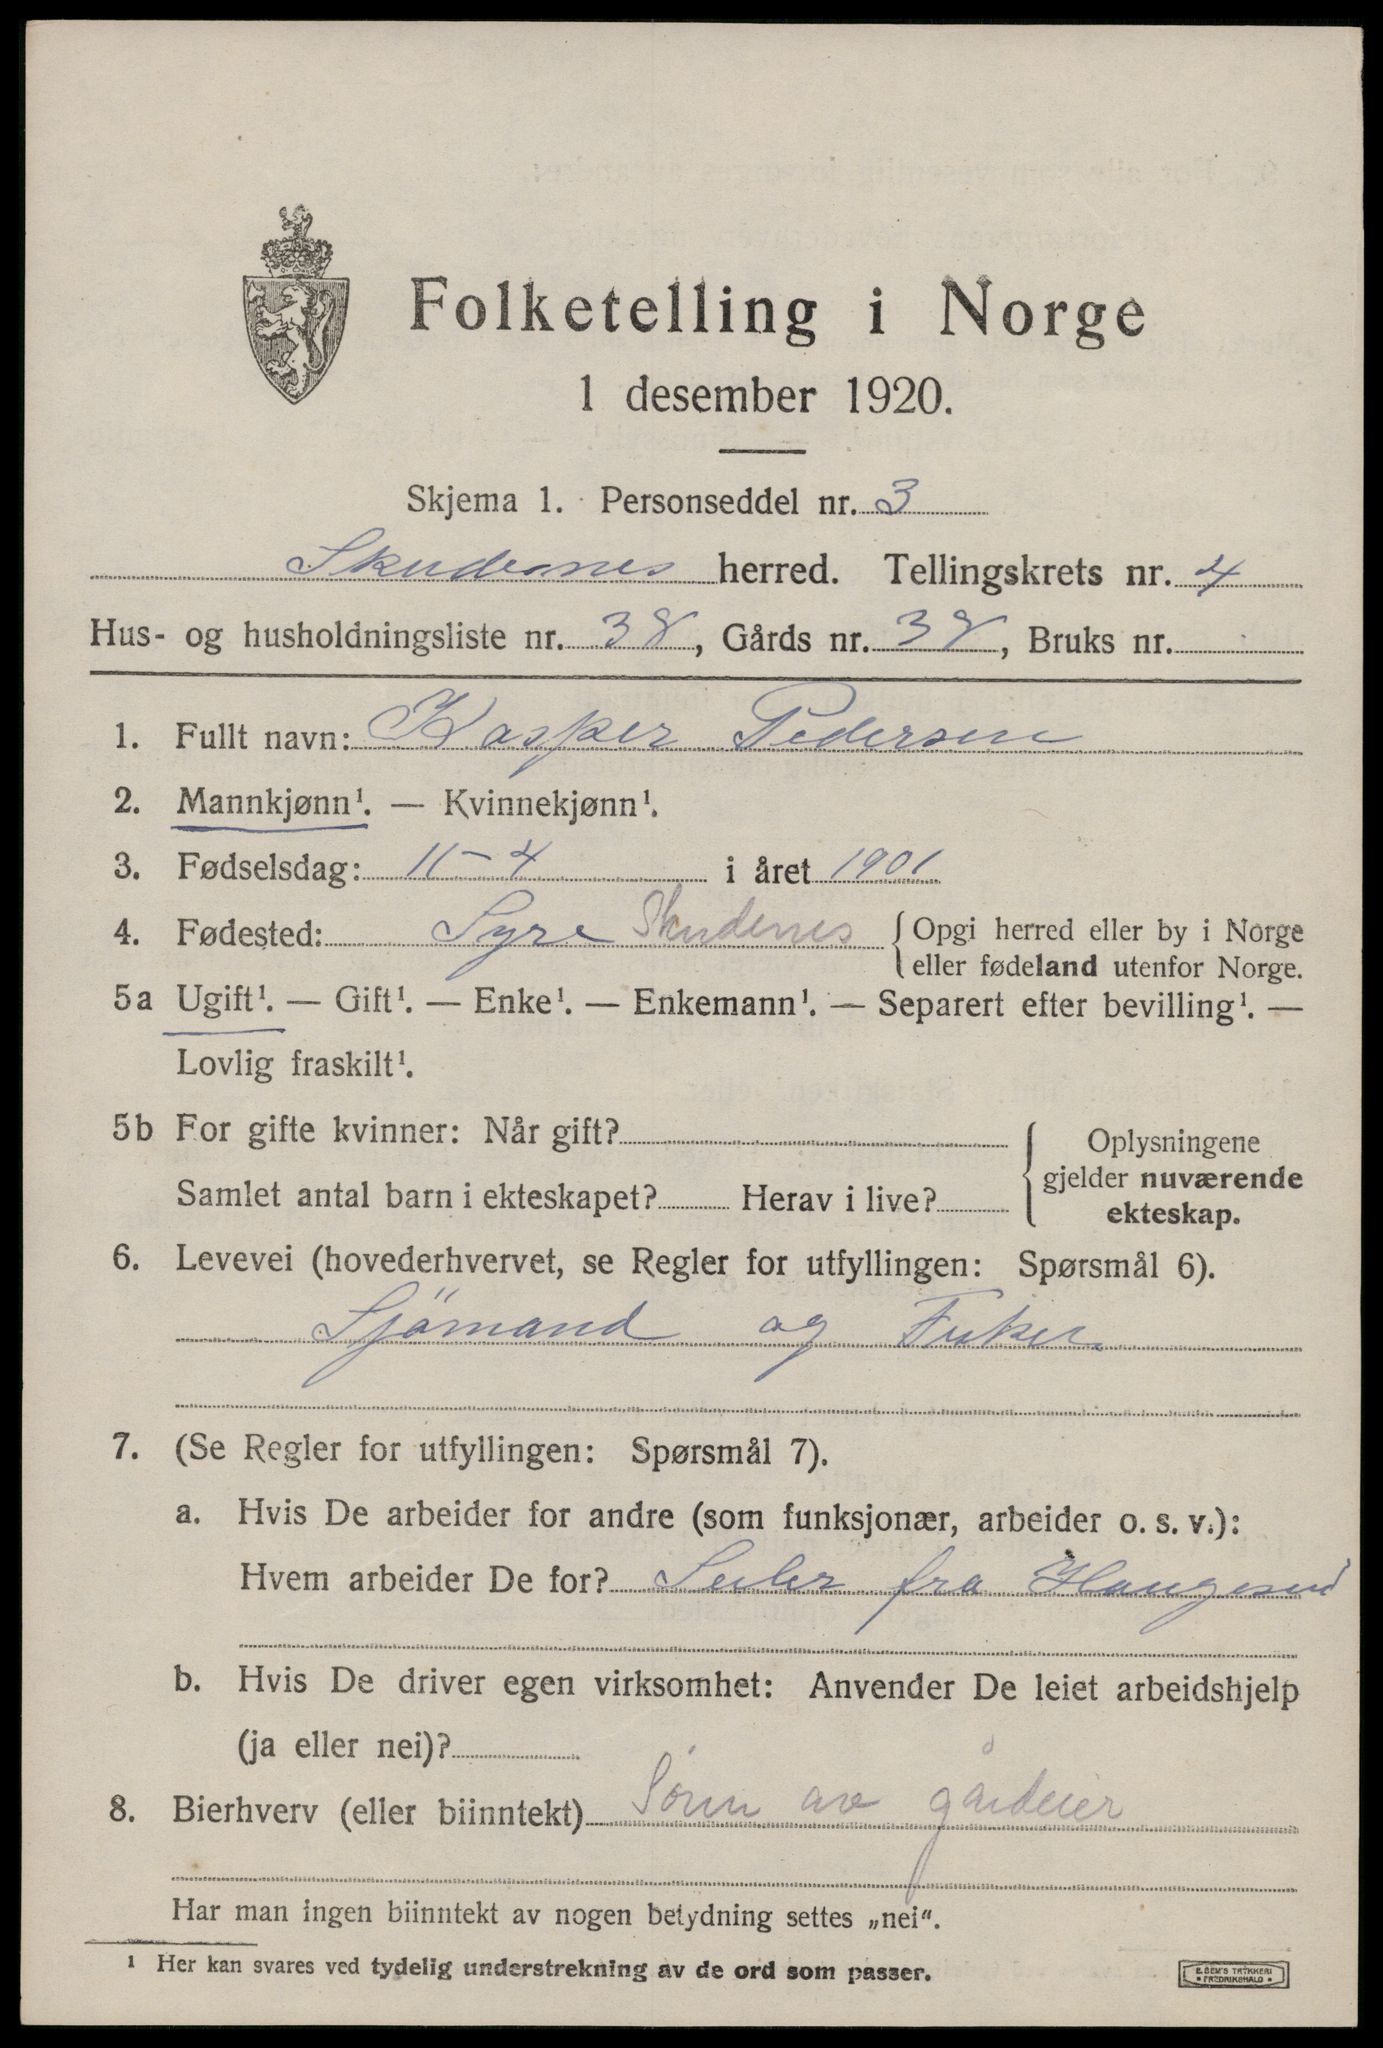 Folketelling i Norge
1 desember 1920.
Skjema 1. Personseddel nr. 3
Skudesnes herred. Tellingskrets nr. 4
Hus- og husholdningsliste nr. 38, Gårds nr. 38, Bruks nr.
1. Fullt navn: Kasper Pedersen
2. Mannkjønn¹. — Kvinnekjønn¹.
3. Fødselsdag: 11-4 i året 1901
4. Fødested: Syre Skudenes { Opgi herred eller by i Norge
eller fødeland utenfor Norge.
5a Ugift¹. — Gift¹. — Enke¹. — Enkemann¹. — Separert efter bevilling¹. —
Lovlig fraskilt¹.
5b For gifte kvinner: Når gift? { Oplysningene
gjelder nuværende
Samlet antal barn i ekteskapet? Herav i live?
ekteskap.
6. Levevei (hovederhvervet, se Regler for utfyllingen: Spørsmål 6).
Sjömand og Fisker
7. (Se Regler for utfyllingen: Spørsmål 7).
a. Hvis De arbeider for andre (som funksjonær, arbeider o. s. v.):
Hvem arbeider De for? Seiler fra Haugesund
b. Hvis De driver egen virksomhet: Anvender De leiet arbeidshjelp
(ja eller nei)?
8. Bierhverv (eller biinntekt) Sønn av gårdeier
Har man ingen biinntekt av nogen betydning settes „nei“.
¹ Her kan svares ved tydelig understrekning av de ord som passer.
E. SEM'S TRYKKERI
FREDRIKSHALD